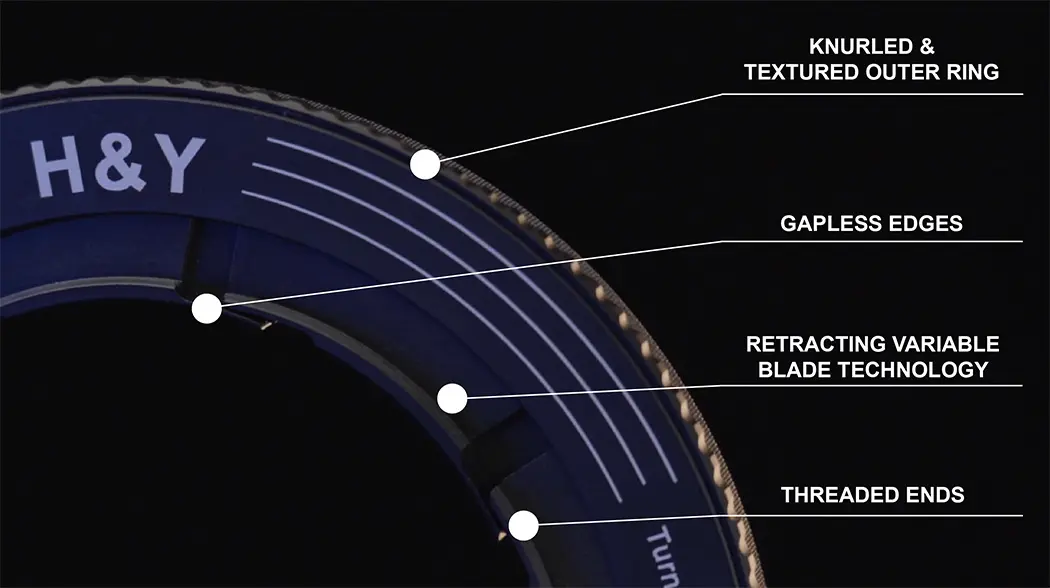 KNURLED &
TEXTURED OUTER RING
H&Y
GAPLESS EDGES
RETRACTING VARIABLE
BLADE TECHNOLOGY
THREADED ENDS
Turn